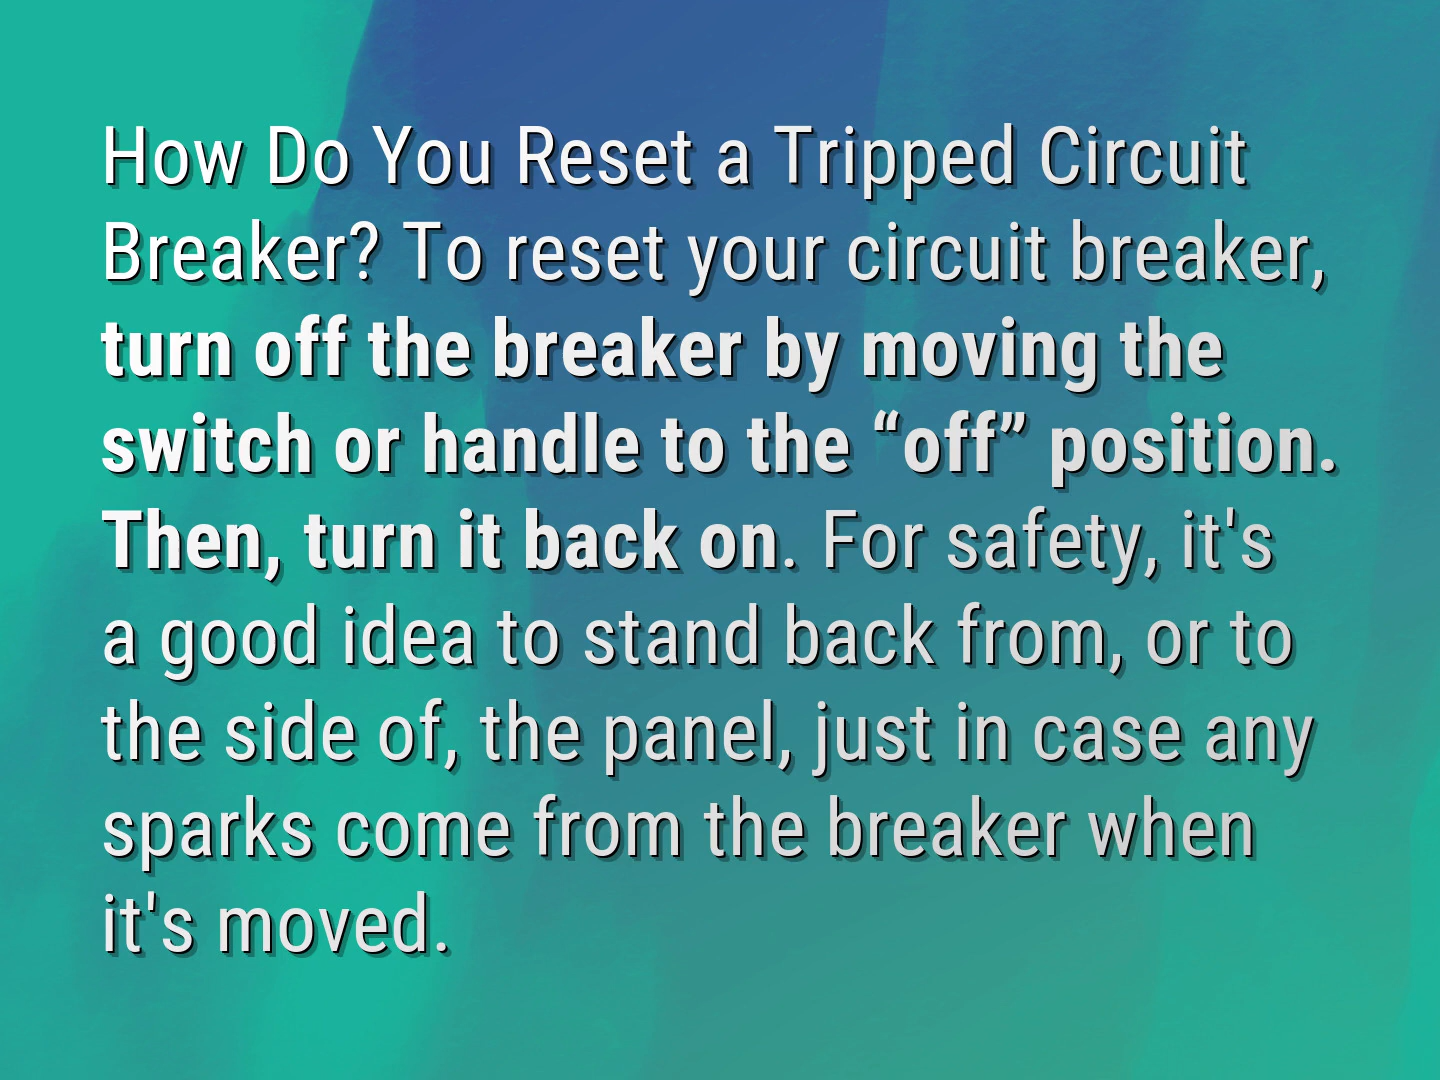 How Do You Reset a Tripped Circuit
Breaker? To reset your circuit breaker,
turn off the breaker by moving the
switch or handle to the “off” position.
Then, turn it back on. For safety, it's
a good idea to stand back from, or to
the side of, the panel, just in case any
sparks come from the breaker when
it's moved.